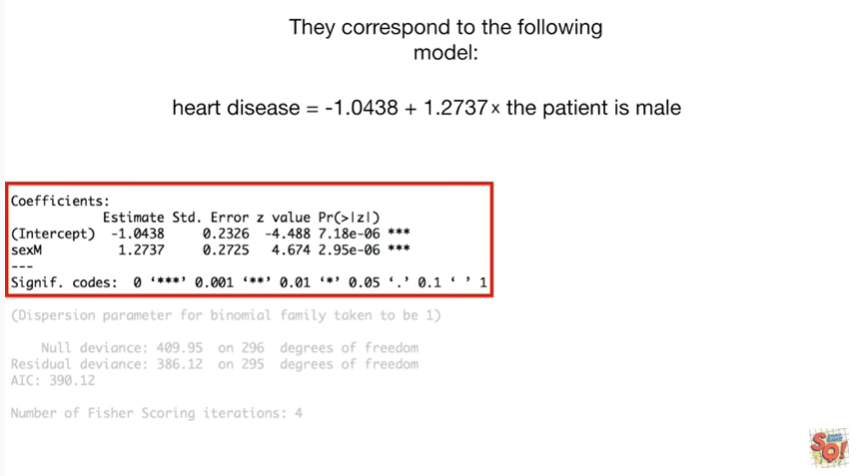 They correspond to the following
model:
heart disease = -1.0438 + 1.2737 x the patient is male
Coefficients:
Estimate Std. Error z value Pr(>|z|)
(Intercept) -1.0438 0.2326 -4.488 7.18e-06 ***
sexM 1.2737 0.2725 4.674 2.95e-06 ***
---
Signif. codes: 0 ‘***’ 0.001 ‘**’ 0.01 ‘*’ 0.05 ‘.’ 0.1 ‘ ’ 1
(Dispersion parameter for binomial family taken to be 1)
Null deviance: 409.95 on 296 degrees of freedom
Residual deviance: 386.12 on 295 degrees of freedom
AIC: 390.12
Number of Fisher Scoring iterations: 4
SQ!